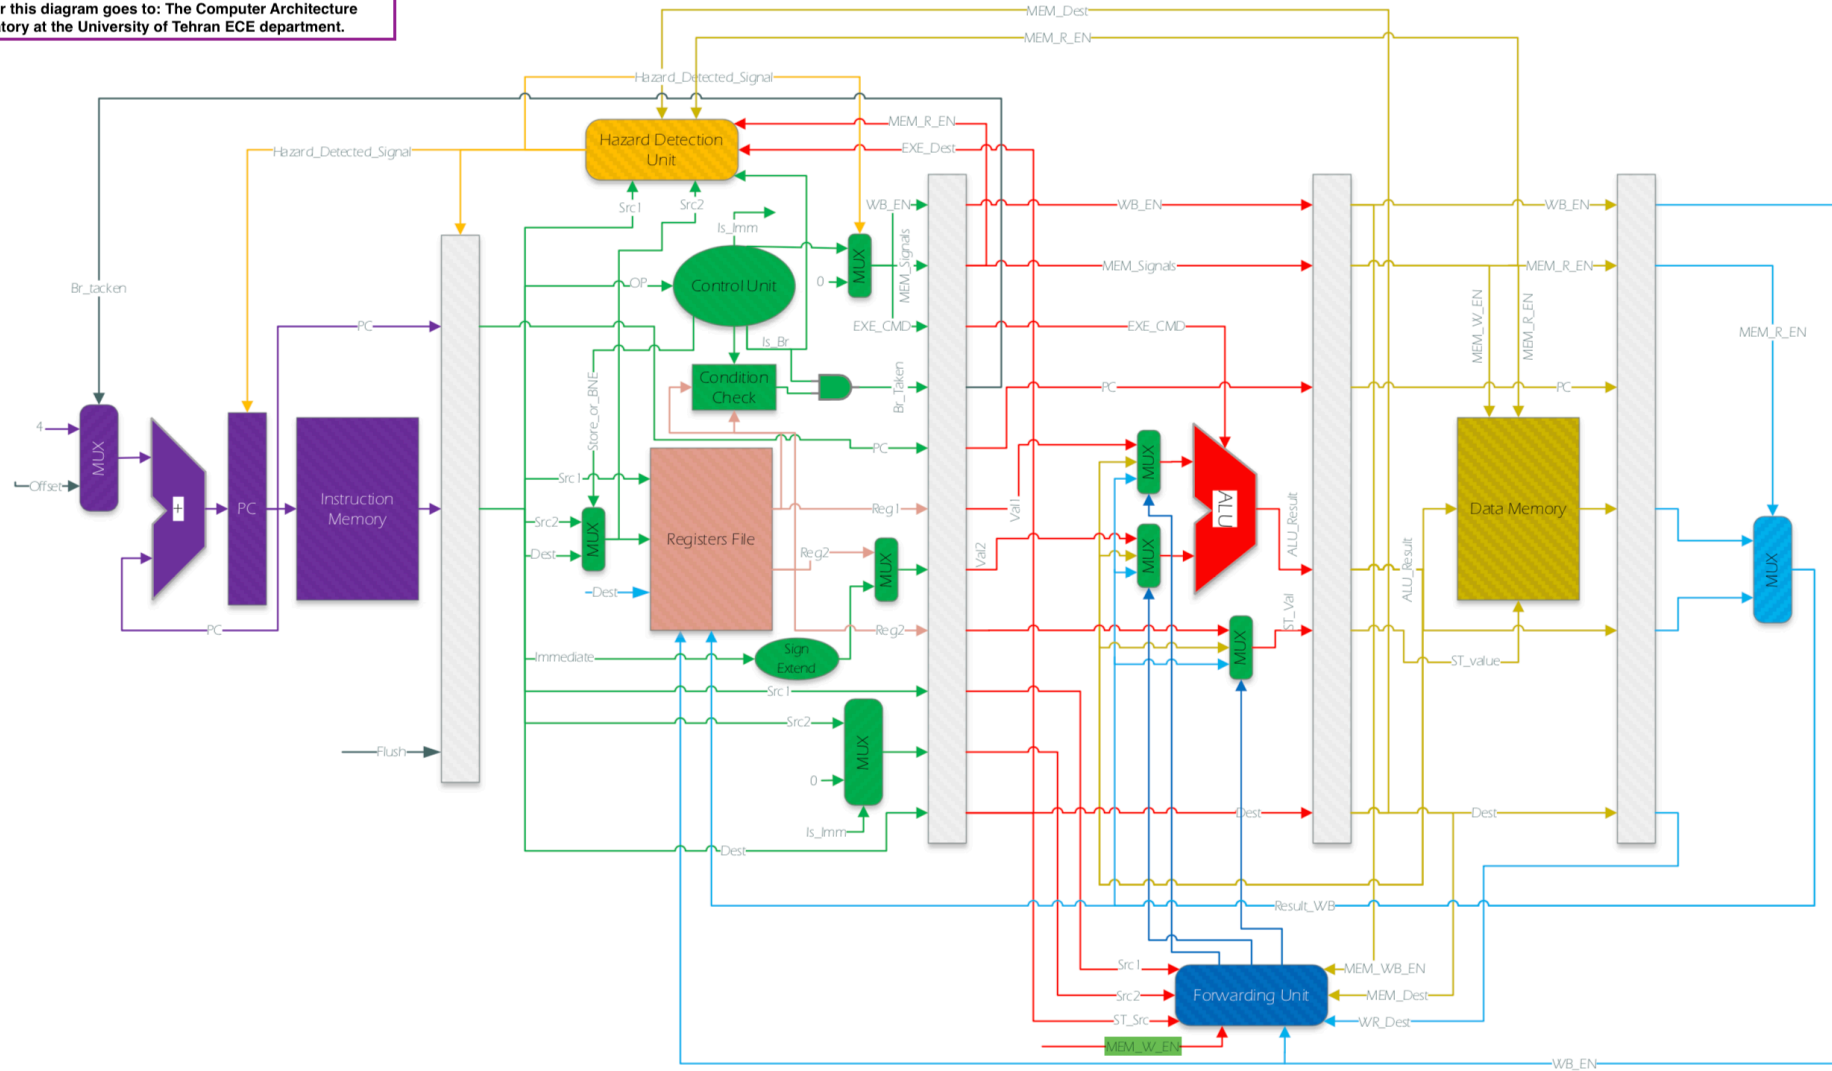 r this diagram goes to: The Computer Architecture
tory at the University of Tehran ECE department.
MEM_Dest
MEM_R_EN
Hazard_Detected_Signal
MEM_R_EN
Hazard Detection
Unit
EXE_Dest
Hazard_Detected_Signal
Src1
Src2
WB_EN
WB_EN
WB_EN
Is_Imm
MUX
MEM_Signals
MEM_Signals
MEM_R_EN
OP
Control Unit
0
Br_tacken
PC
EXE_CMD
EXE_CMD
MEM_W_EN
MEM_R_EN
MEM_R_EN
Is_Br
Condition
Check
Br_Taken
PC
PC
Store_or_BNE
4
MUX
PC
MUX
Src1
Offset
+
PC
Instruction
Memory
Reg1
Val1
ALU
ALU_Result
Data Memory
Src2
MUX
Registers File
Dest
Reg2
MUX
Val2
MUX
ALU_Result
MUX
Dest
PC
Reg2
ST_Val
MUX
Immediate
Sign
Extend
ST_value
Src1
Src2
MUX
Flush
0
Is_Imm
Dest
Dest
Dest
Result_WB
Src1
MEM_WB_EN
Src2
Forwarding Unit
MEM_Dest
ST_Src
WR_Dest
MEM_W_EN
WB_EN